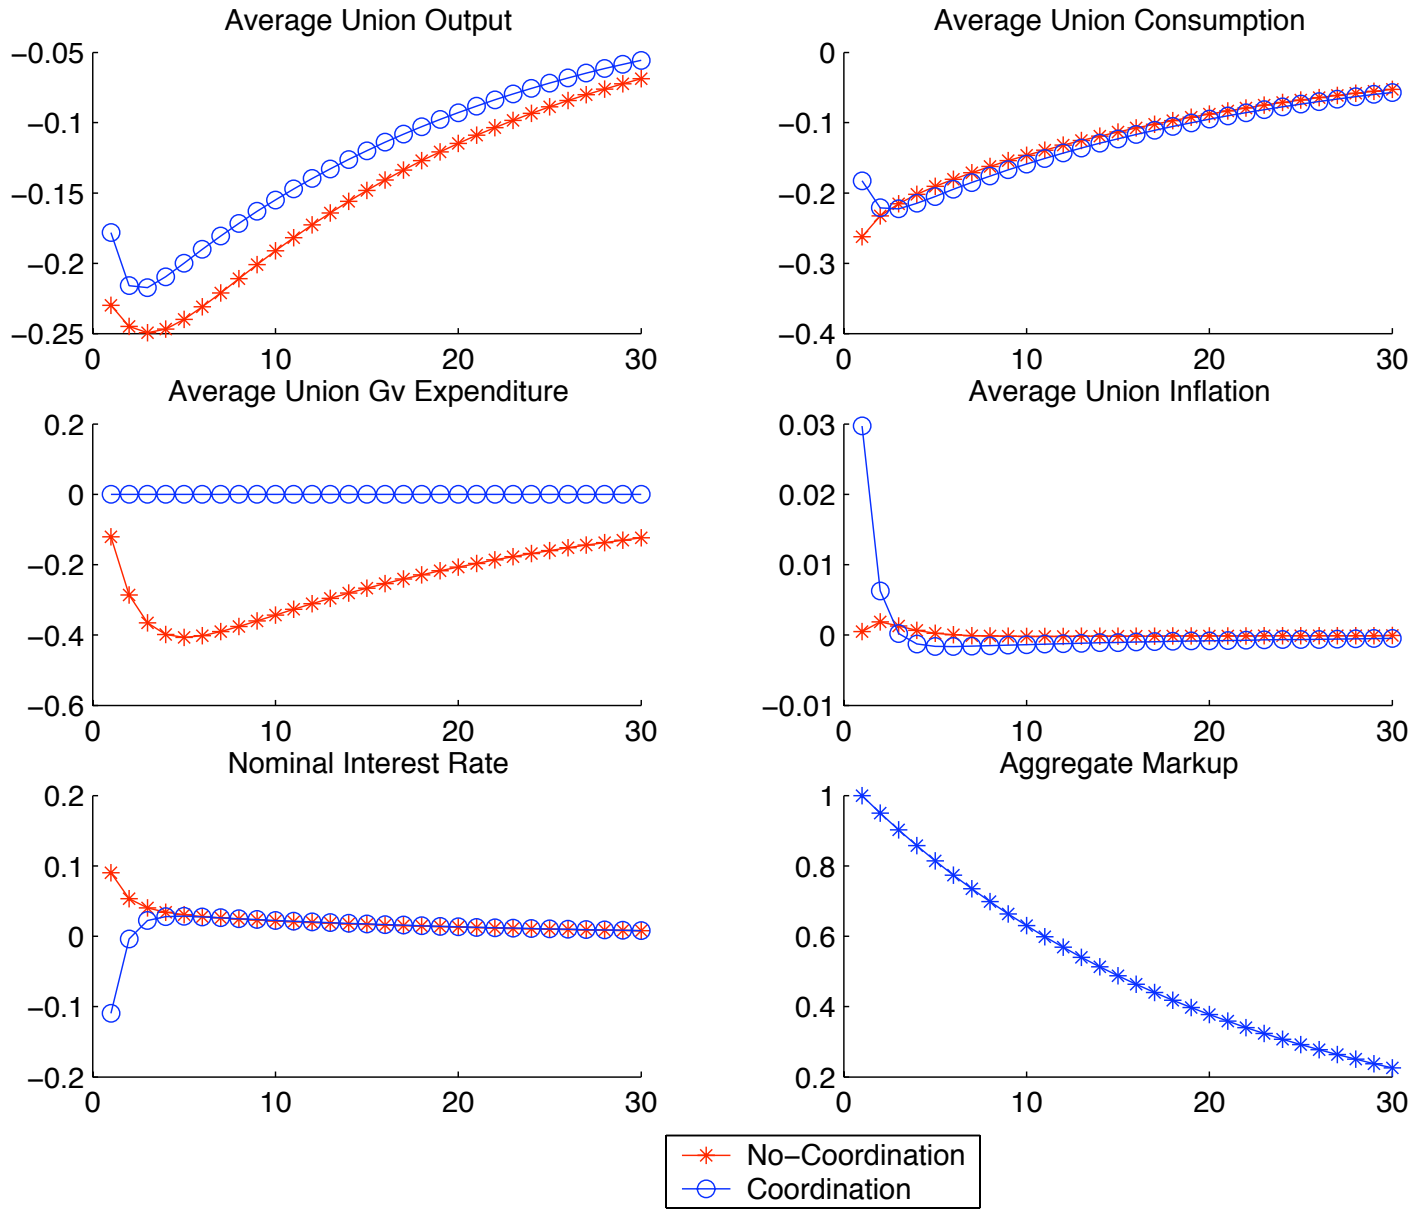 Average Union Output
−0.05
−0.1
−0.15
−0.2
−0.25
0 10 20 30
Average Union Consumption
0
−0.1
−0.2
−0.3
−0.4
0 10 20 30
Average Union Gv Expenditure
0.2
0
−0.2
−0.4
−0.6
0 10 20 30
Average Union Inflation
0.03
0.02
0.01
0
−0.01
0 10 20 30
Nominal Interest Rate
0.2
0.1
0
−0.1
−0.2
0 10 20 30
Aggregate Markup
1
0.8
0.6
0.4
0.2
0 10 20 30
No−Coordination
Coordination